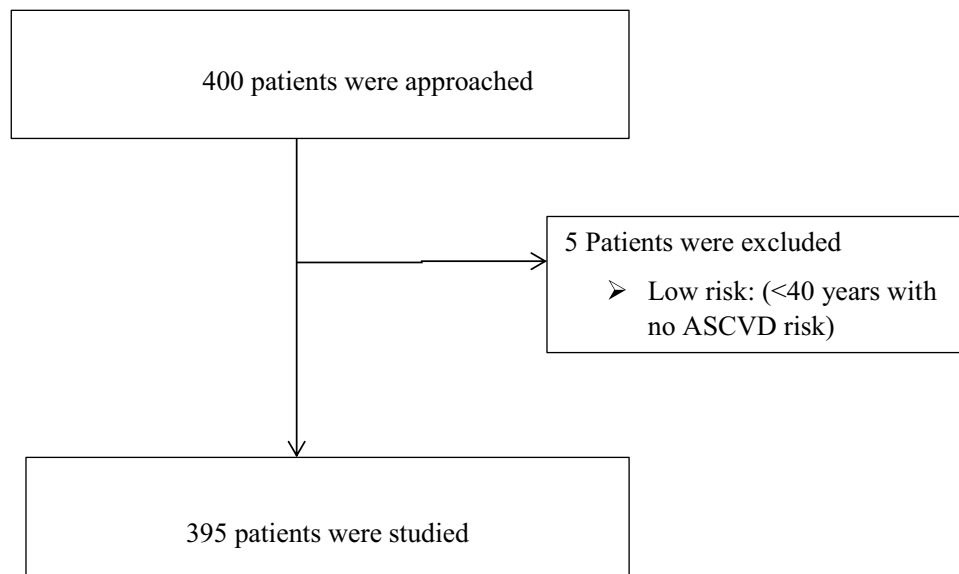 400 patients were approached
5 Patients were excluded
➢ Low risk: (<40 years with
no ASCVD risk)
395 patients were studied